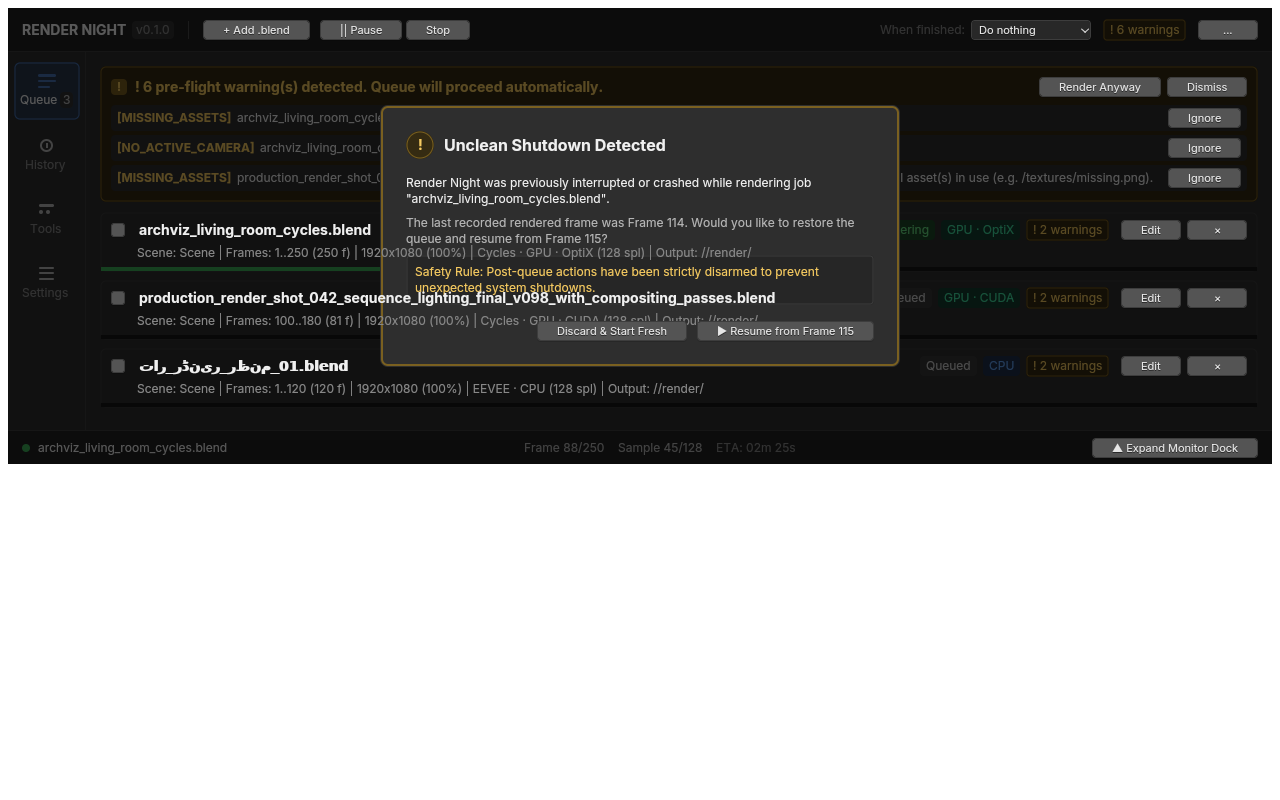 RENDER NIGHT v0.1.0 + Add .blend || Pause Stop When finished: Do nothing ! 6 warnings ...
Queue 3
History
Tools
Settings
! ! 6 pre-flight warning(s) detected. Queue will proceed automatically. Render Anyway Dismiss
[MISSING_ASSETS] archviz_living_room_cycle Ignore
[NO_ACTIVE_CAMERA] archviz_living_room_c Ignore
[MISSING_ASSETS] production_render_shot_0 l asset(s) in use (e.g. /textures/missing.png). Ignore
! Unclean Shutdown Detected
Render Night was previously interrupted or crashed while rendering job
"archviz_living_room_cycles.blend".
The last recorded rendered frame was Frame 114. Would you like to restore the
queue and resume from Frame 115?
Safety Rule: Post-queue actions have been strictly disarmed to prevent
unexpected system shutdowns.
Discard & Start Fresh ▶ Resume from Frame 115
archviz_living_room_cycles.blend ering GPU · OptiX ! 2 warnings Edit ×
Scene: Scene | Frames: 1..250 (250 f) | 1920x1080 (100%) | Cycles · GPU · OptiX (128 spl) | Output: //render/
production_render_shot_042_sequence_lighting_final_v098_with_compositing_passes.blend ued GPU · CUDA ! 2 warnings Edit ×
Scene: Scene | Frames: 100..180 (81 f) | 1920x1080 (100%) | Cycles · GPU · CUDA (128 spl) | Output: //render/
منظر_رینڈر_رات_01.blend Queued CPU ! 2 warnings Edit ×
Scene: Scene | Frames: 1..120 (120 f) | 1920x1080 (100%) | EEVEE · CPU (128 spl) | Output: //render/
archviz_living_room_cycles.blend Frame 88/250 Sample 45/128 ETA: 02m 25s ▲ Expand Monitor Dock